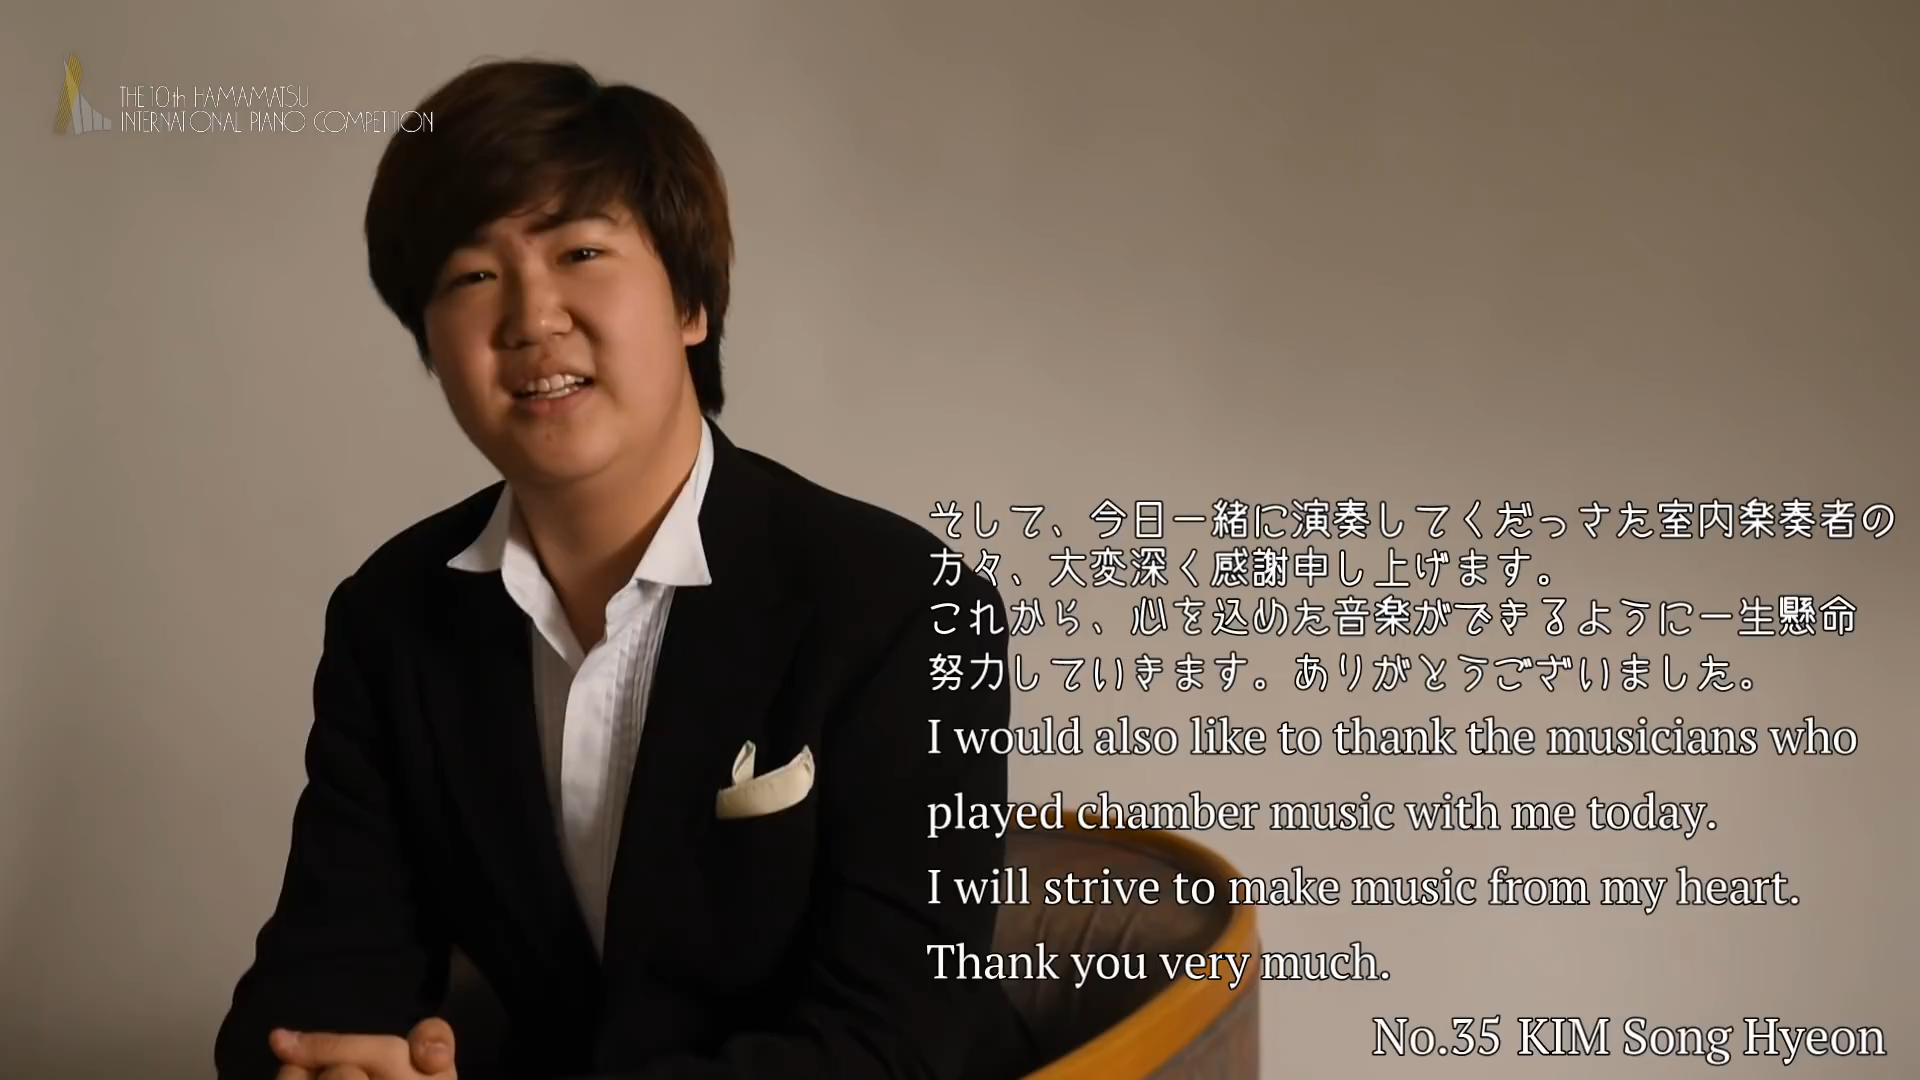 THE 10th HAMAMATSU
INTERNATIONAL PIANO COMPETITION
そして、今日一緒に演奏してくだっさた室内楽奏者の
方々、大変深く感謝申し上げます。
これから、心を込めた音楽ができるように一生懸命
努力していきます。ありがとうございました。
I would also like to thank the musicians who
played chamber music with me today.
I will strive to make music from my heart.
Thank you very much.
No.35 KIM Song Hyeon